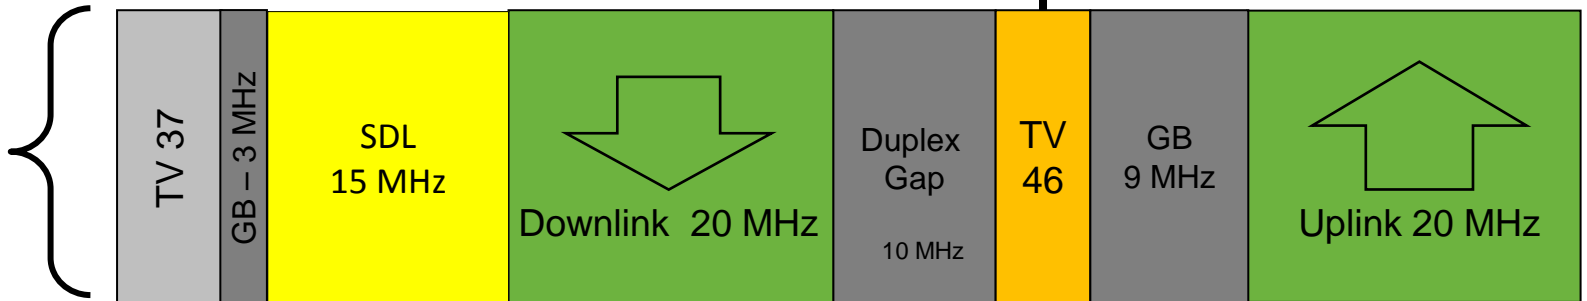 TV 37
GB – 3 MHz
SDL
15 MHz
Downlink 20 MHz
Duplex
Gap
10 MHz
TV
46
GB
9 MHz
Uplink 20 MHz